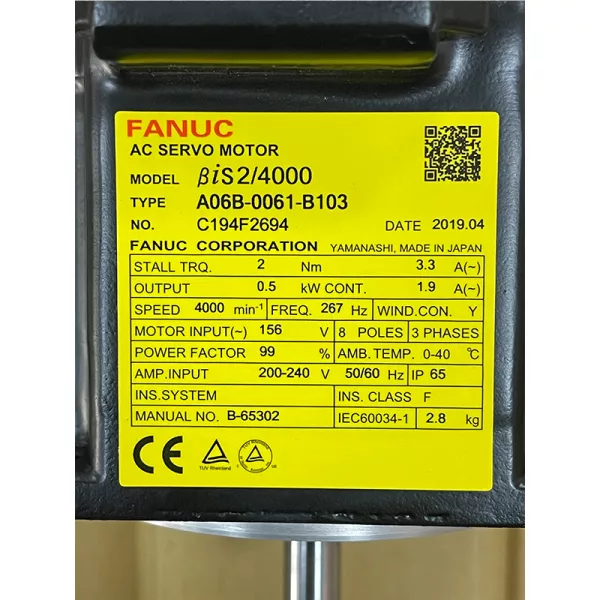 FANUC
AC SERVO MOTOR
MODEL βiS2/4000
TYPE A06B-0061-B103
NO. C194F2694 DATE 2019.04
FANUC CORPORATION YAMANASHI, MADE IN JAPAN
STALL TRQ. 2 Nm 3.3 A(~)
OUTPUT 0.5 kW CONT. 1.9 A(~)
SPEED 4000 min⁻¹ FREQ. 267 Hz WIND.CON. Y
MOTOR INPUT(~) 156 V 8 POLES 3 PHASES
POWER FACTOR 99 % AMB.TEMP. 0-40 ℃
AMP.INPUT 200-240 V 50/60 Hz IP 65
INS.SYSTEM INS. CLASS F
MANUAL NO. B-65302 IEC60034-1 2.8 kg
CE
TUV Rheinland